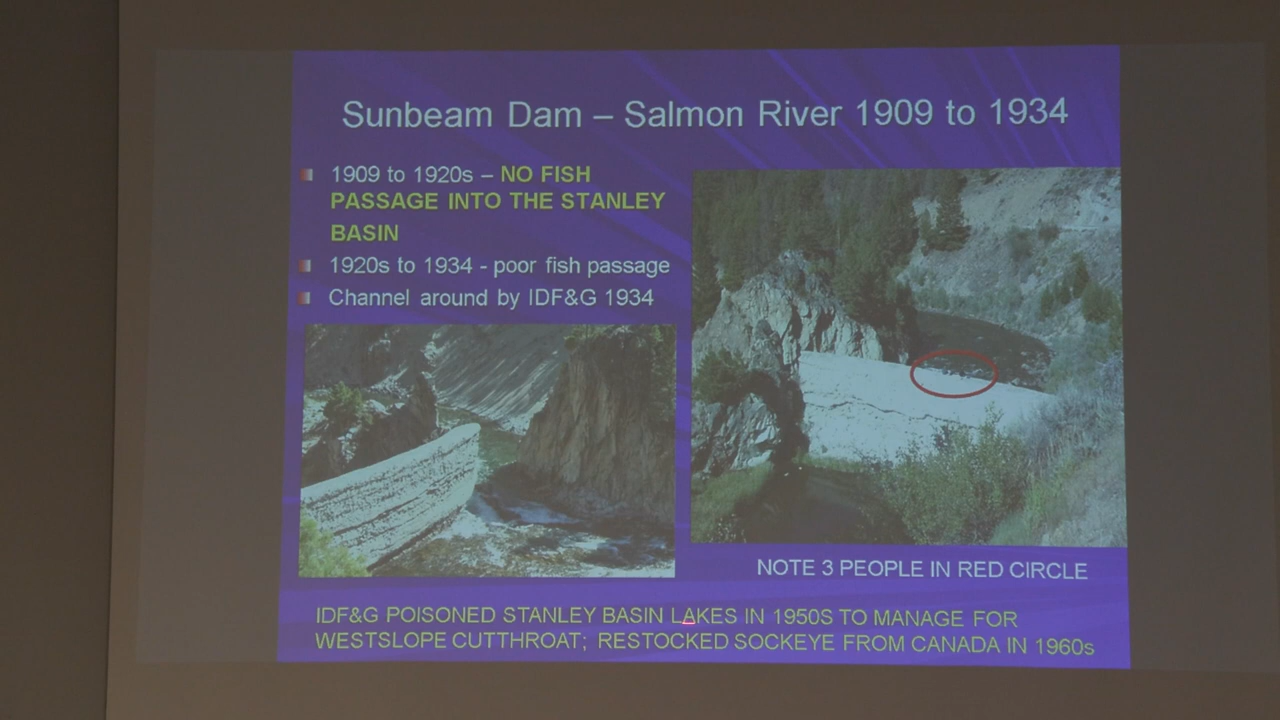 Sunbeam Dam – Salmon River 1909 to 1934
1909 to 1920s – NO FISH
PASSAGE INTO THE STANLEY
BASIN
1920s to 1934 - poor fish passage
Channel around by IDF&G 1934
NOTE 3 PEOPLE IN RED CIRCLE
IDF&G POISONED STANLEY BASIN LAKES IN 1950S TO MANAGE FOR
WESTSLOPE CUTTHROAT; RESTOCKED SOCKEYE FROM CANADA IN 1960s